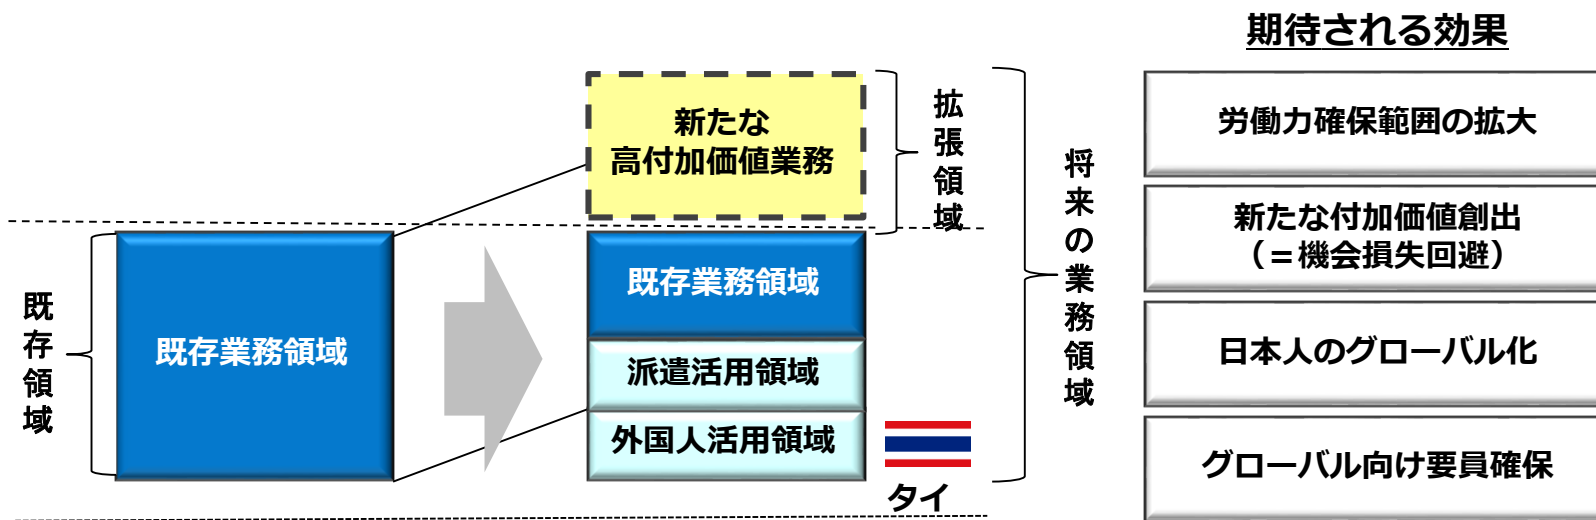 期待される効果
新たな
高付加価値業務
拡張領域
将来の業務領域
労働力確保範囲の拡大
新たな付加価値創出
（＝機会損失回避）
既存領域
既存業務領域
既存業務領域
派遣活用領域
外国人活用領域
タイ
日本人のグローバル化
グローバル向け要員確保